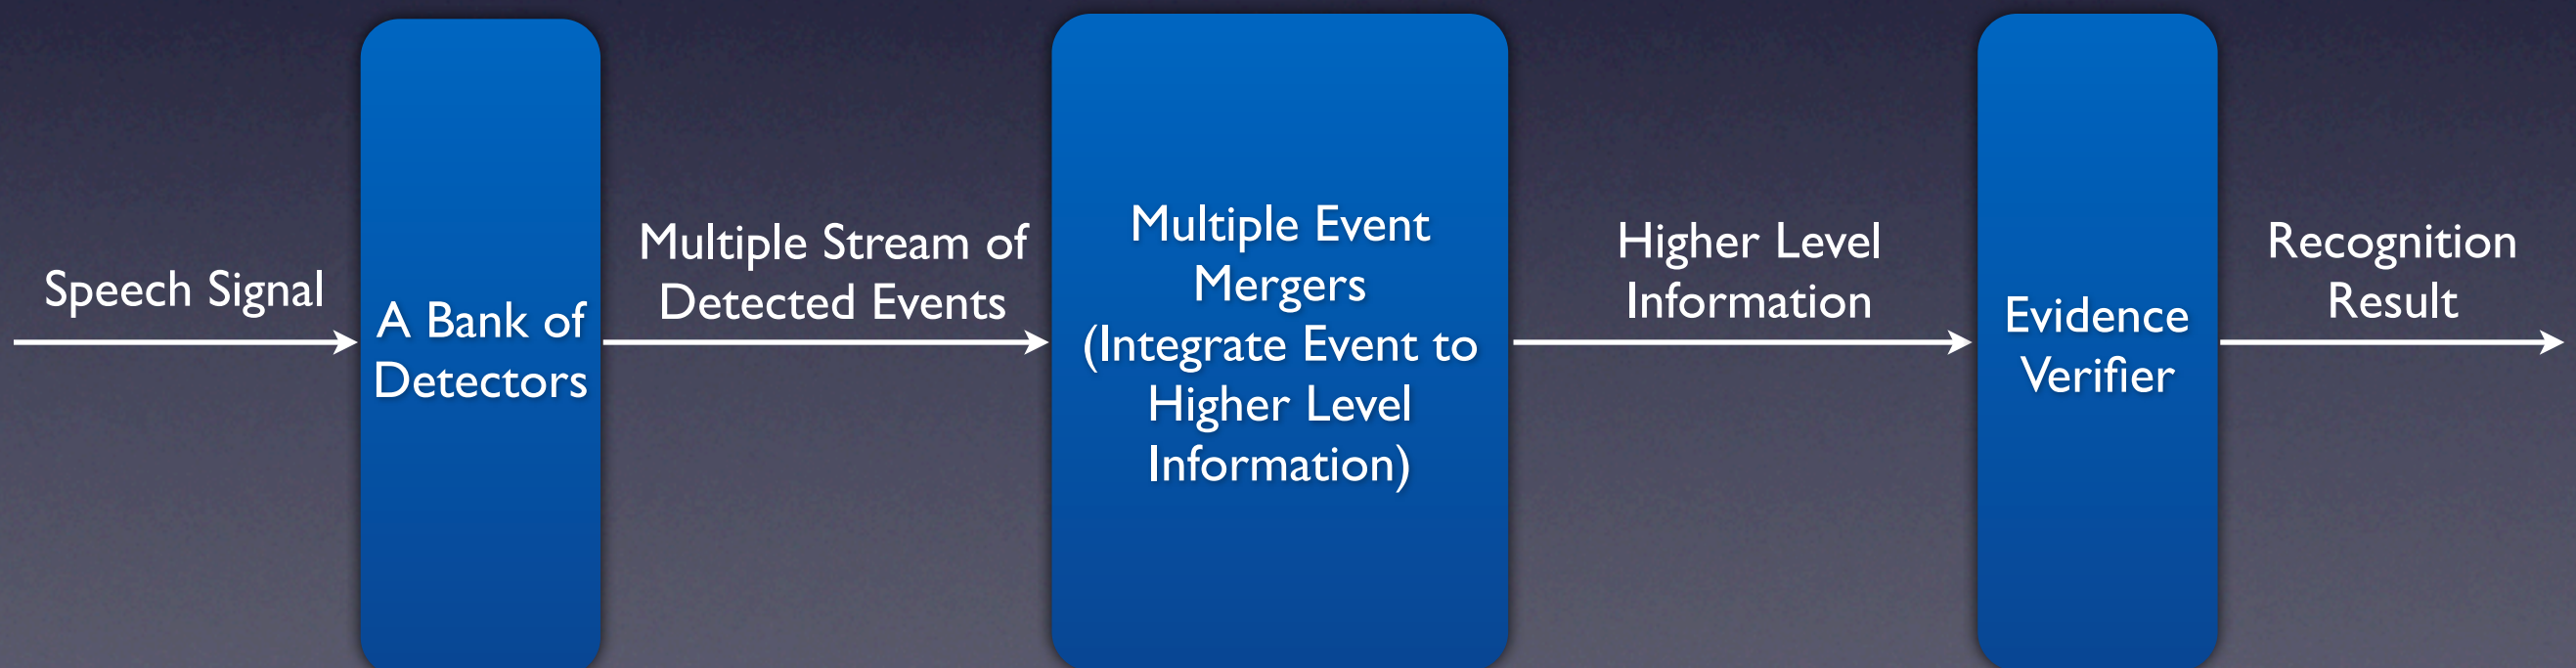 Speech Signal
A Bank of
Detectors
Multiple Stream of
Detected Events
Multiple Event
Mergers
(Integrate Event to
Higher Level
Information)
Higher Level
Information
Evidence
Verifier
Recognition
Result